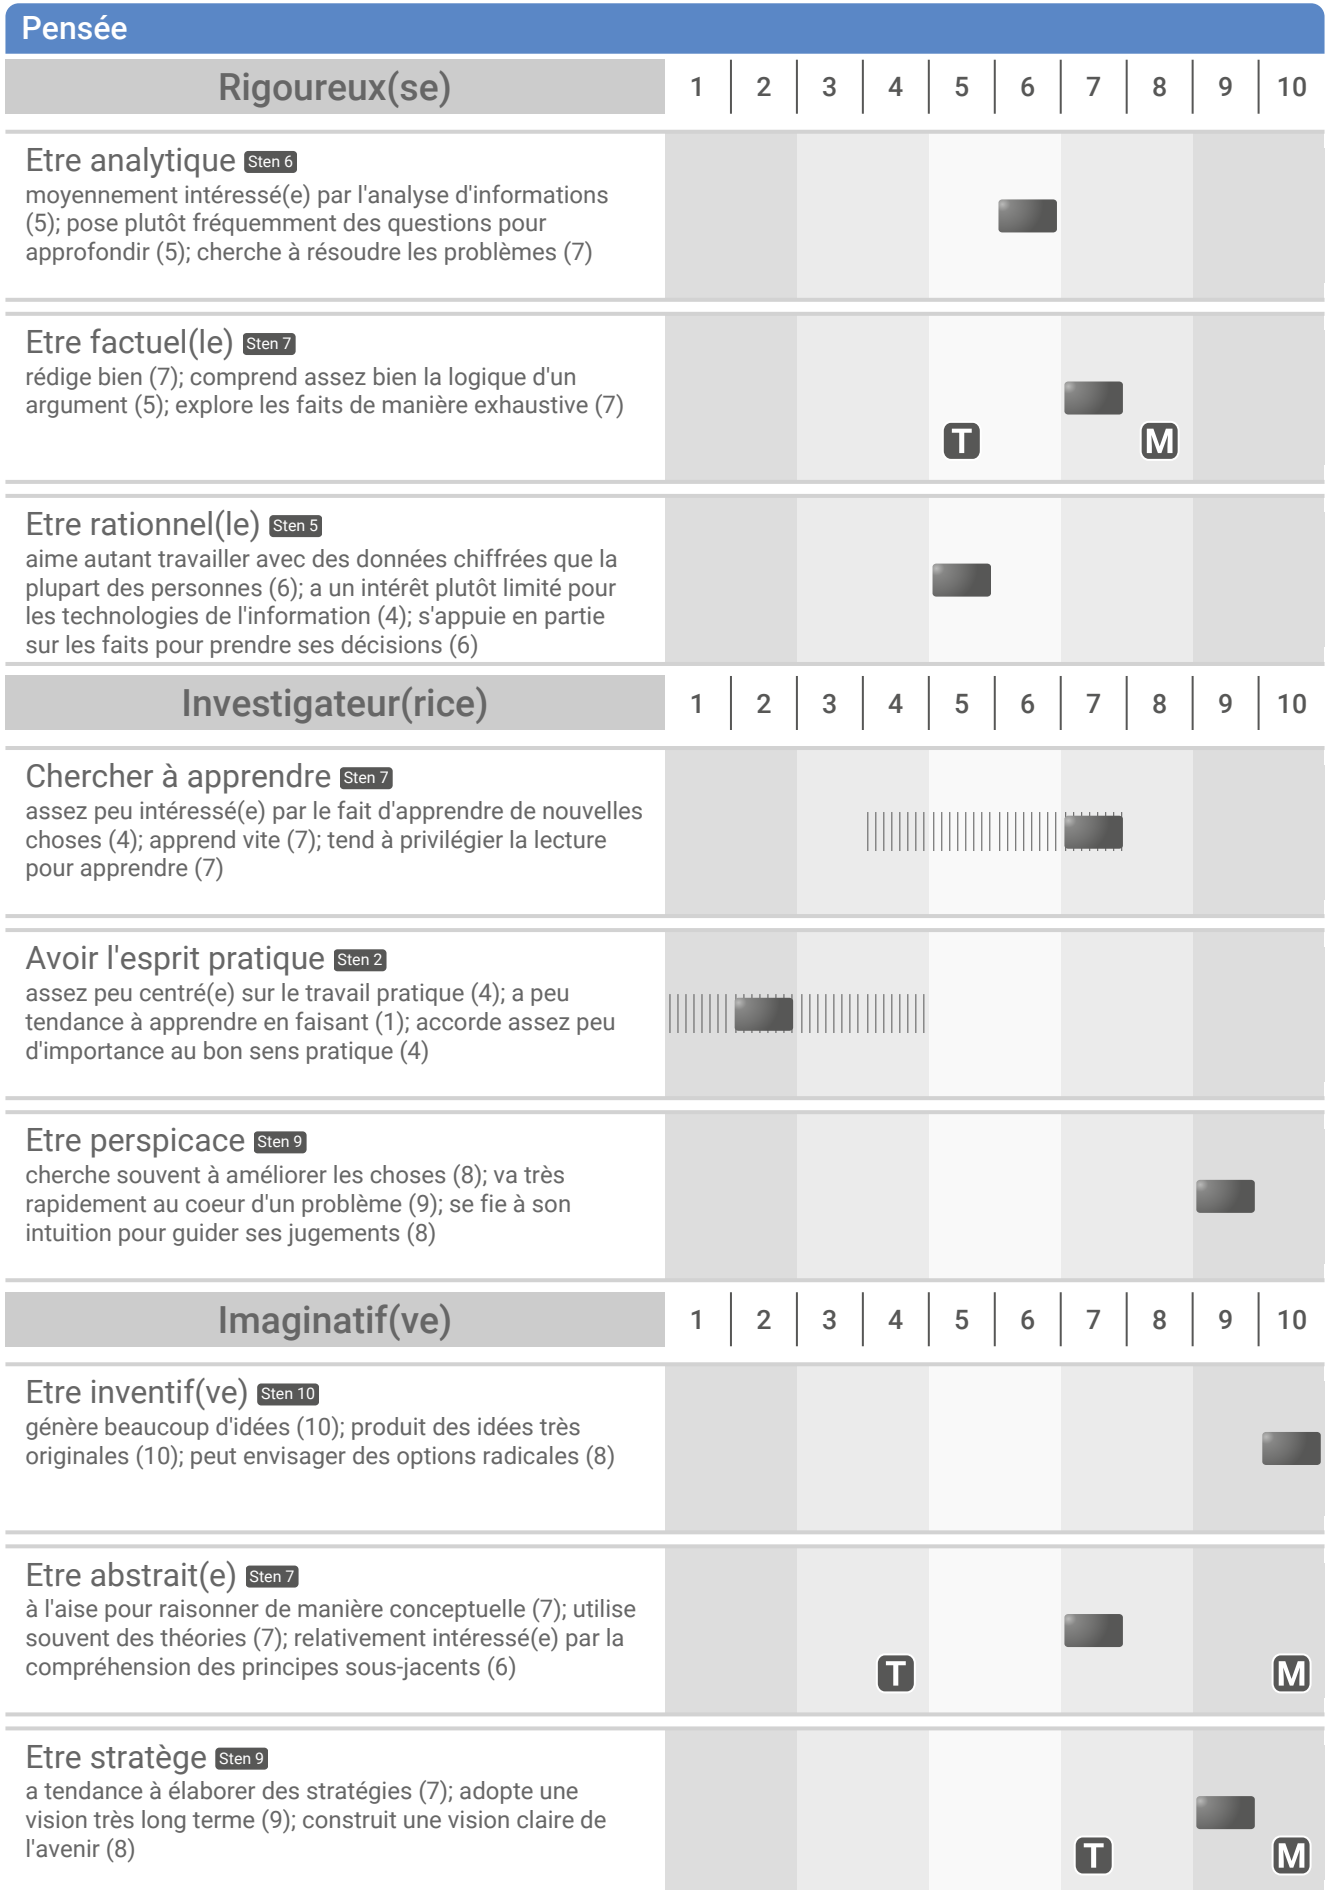 Pensée
Rigoureux(se) 1 2 3 4 5 6 7 8 9 10
Etre analytique Sten 6
moyennement intéressé(e) par l'analyse d'informations
(5); pose plutôt fréquemment des questions pour
approfondir (5); cherche à résoudre les problèmes (7)
Etre factuel(le) Sten 7
rédige bien (7); comprend assez bien la logique d'un
argument (5); explore les faits de manière exhaustive (7)
T M
Etre rationnel(le) Sten 5
aime autant travailler avec des données chiffrées que la
plupart des personnes (6); a un intérêt plutôt limité pour
les technologies de l'information (4); s'appuie en partie
sur les faits pour prendre ses décisions (6)
Investigateur(rice) 1 2 3 4 5 6 7 8 9 10
Chercher à apprendre Sten 7
assez peu intéressé(e) par le fait d'apprendre de nouvelles
choses (4); apprend vite (7); tend à privilégier la lecture
pour apprendre (7)
Avoir l'esprit pratique Sten 2
assez peu centré(e) sur le travail pratique (4); a peu
tendance à apprendre en faisant (1); accorde assez peu
d'importance au bon sens pratique (4)
Etre perspicace Sten 9
cherche souvent à améliorer les choses (8); va très
rapidement au coeur d'un problème (9); se fie à son
intuition pour guider ses jugements (8)
Imaginatif(ve) 1 2 3 4 5 6 7 8 9 10
Etre inventif(ve) Sten 10
génère beaucoup d'idées (10); produit des idées très
originales (10); peut envisager des options radicales (8)
Etre abstrait(e) Sten 7
à l'aise pour raisonner de manière conceptuelle (7); utilise
souvent des théories (7); relativement intéressé(e) par la
compréhension des principes sous-jacents (6)
T M
Etre stratège Sten 9
a tendance à élaborer des stratégies (7); adopte une
vision très long terme (9); construit une vision claire de
l'avenir (8)
T M